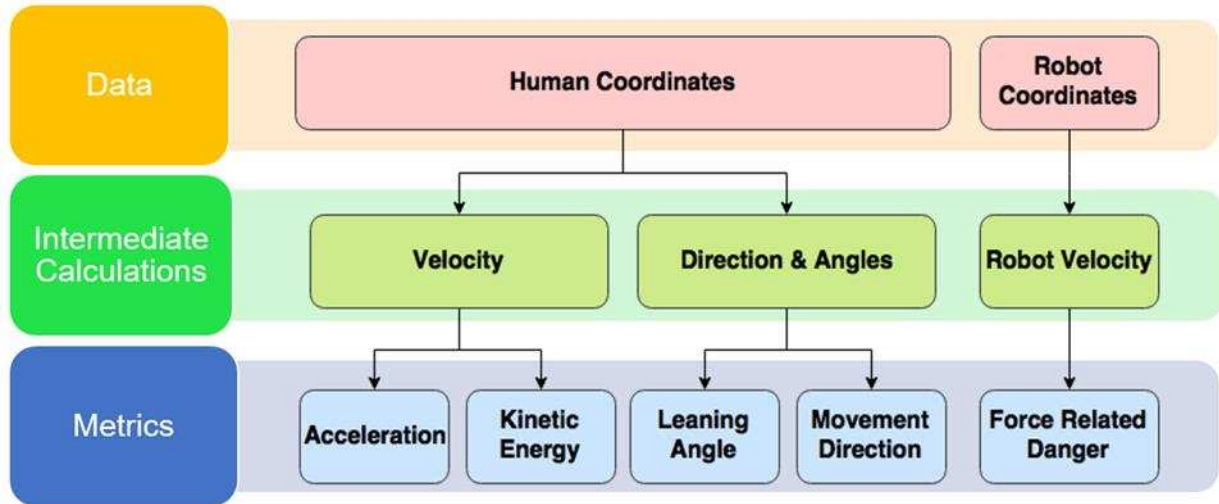 Data
Human Coordinates
Robot
Coordinates
Intermediate
Calculations
Velocity
Direction & Angles
Robot Velocity
Metrics
Acceleration
Kinetic
Energy
Leaning
Angle
Movement
Direction
Force Related
Danger